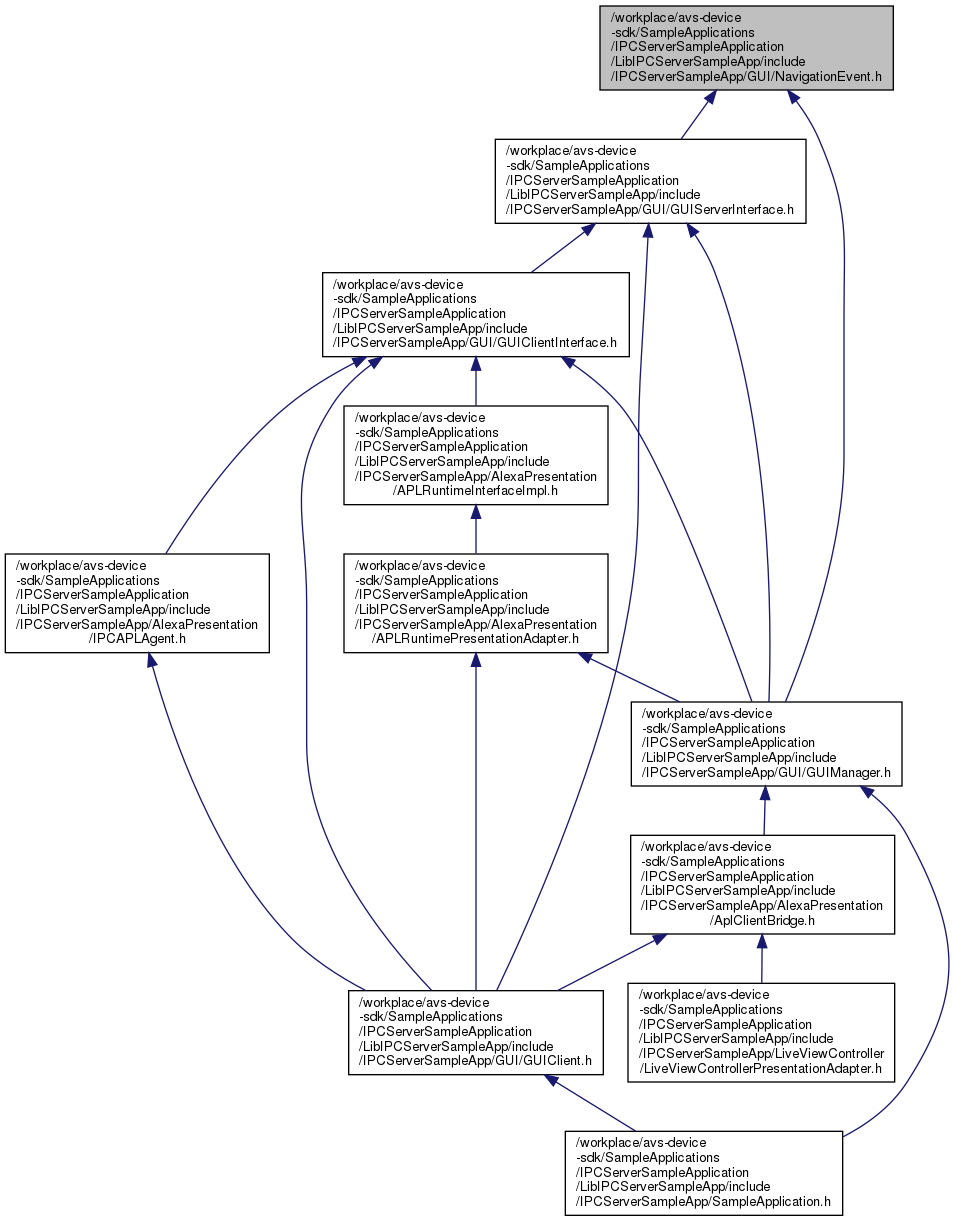 /workplace/avs-device
-sdk/SampleApplications
/IPCServerSampleApplication
/LibIPCServerSampleApp/include
/IPCServerSampleApp/GUI/NavigationEvent.h
/workplace/avs-device
-sdk/SampleApplications
/IPCServerSampleApplication
/LibIPCServerSampleApp/include
/IPCServerSampleApp/GUI/GUIServerInterface.h
/workplace/avs-device
-sdk/SampleApplications
/IPCServerSampleApplication
/LibIPCServerSampleApp/include
/IPCServerSampleApp/GUI/GUIClientInterface.h
/workplace/avs-device
-sdk/SampleApplications
/IPCServerSampleApplication
/LibIPCServerSampleApp/include
/IPCServerSampleApp/AlexaPresentation
/APLRuntimeInterfaceImpl.h
/workplace/avs-device
-sdk/SampleApplications
/IPCServerSampleApplication
/LibIPCServerSampleApp/include
/IPCServerSampleApp/AlexaPresentation
/IPCAPLAgent.h
/workplace/avs-device
-sdk/SampleApplications
/IPCServerSampleApplication
/LibIPCServerSampleApp/include
/IPCServerSampleApp/AlexaPresentation
/APLRuntimePresentationAdapter.h
/workplace/avs-device
-sdk/SampleApplications
/IPCServerSampleApplication
/LibIPCServerSampleApp/include
/IPCServerSampleApp/GUI/GUIManager.h
/workplace/avs-device
-sdk/SampleApplications
/IPCServerSampleApplication
/LibIPCServerSampleApp/include
/IPCServerSampleApp/AlexaPresentation
/AplClientBridge.h
/workplace/avs-device
-sdk/SampleApplications
/IPCServerSampleApplication
/LibIPCServerSampleApp/include
/IPCServerSampleApp/GUI/GUIClient.h
/workplace/avs-device
-sdk/SampleApplications
/IPCServerSampleApplication
/LibIPCServerSampleApp/include
/IPCServerSampleApp/LiveViewController
/LiveViewControllerPresentationAdapter.h
/workplace/avs-device
-sdk/SampleApplications
/IPCServerSampleApplication
/LibIPCServerSampleApp/include
/IPCServerSampleApp/SampleApplication.h